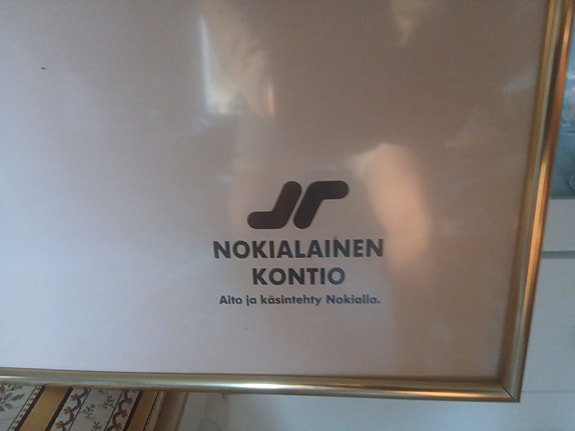 NOKIALAINEN
KONTIO
Aito ja käsintehty Nokialla.